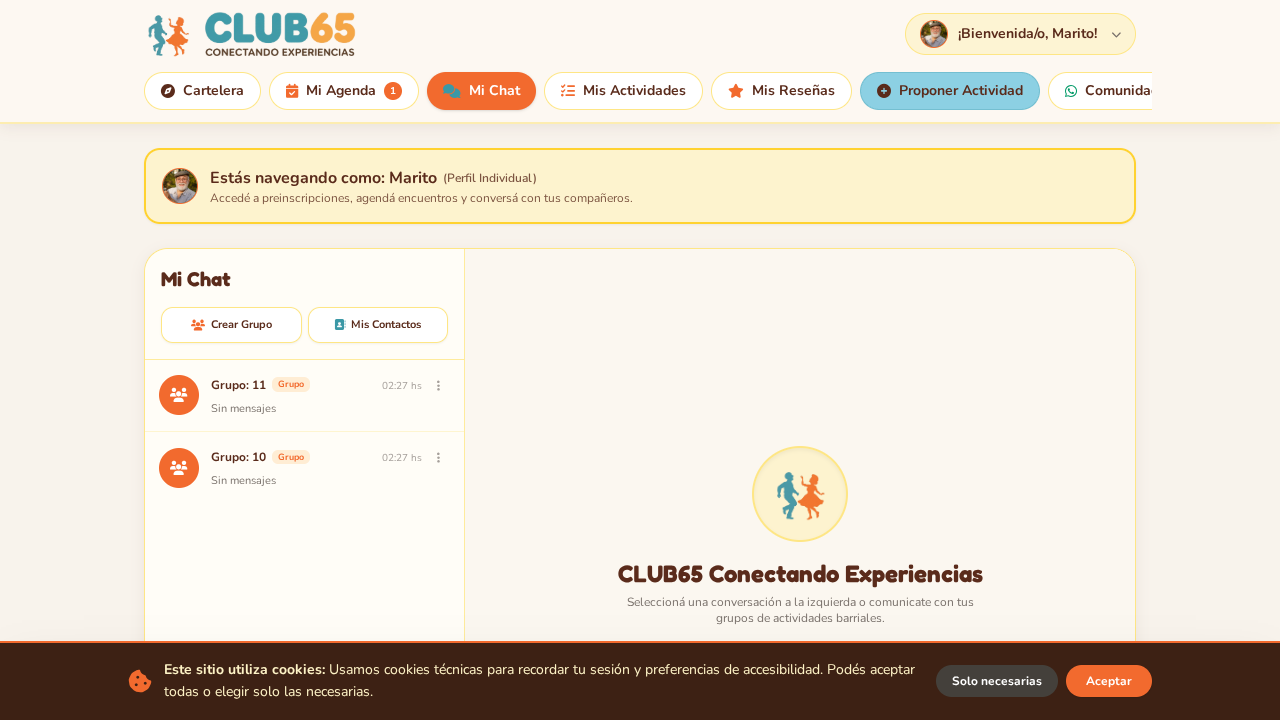 CLUB65
CONECTANDO EXPERIENCIAS
¡Bienvenida/o, Marito!
Cartelera
Mi Agenda 1
Mi Chat
Mis Actividades
Mis Reseñas
Proponer Actividad
Estás navegando como: Marito (Perfil Individual)
Accedé a preinscripciones, agendá encuentros y conversá con tus compañeros.
Mi Chat
Crear Grupo
Mis Contactos
Grupo: 11 Grupo 02:27 hs
Sin mensajes
Grupo: 10 Grupo 02:27 hs
Sin mensajes
CLUB65 Conectando Experiencias
Seleccioná una conversación a la izquierda o comunicate con tus
grupos de actividades barriales.
Este sitio utiliza cookies: Usamos cookies técnicas para recordar tu sesión y preferencias de accesibilidad. Podés aceptar
todas o elegir solo las necesarias.
Solo necesarias
Aceptar